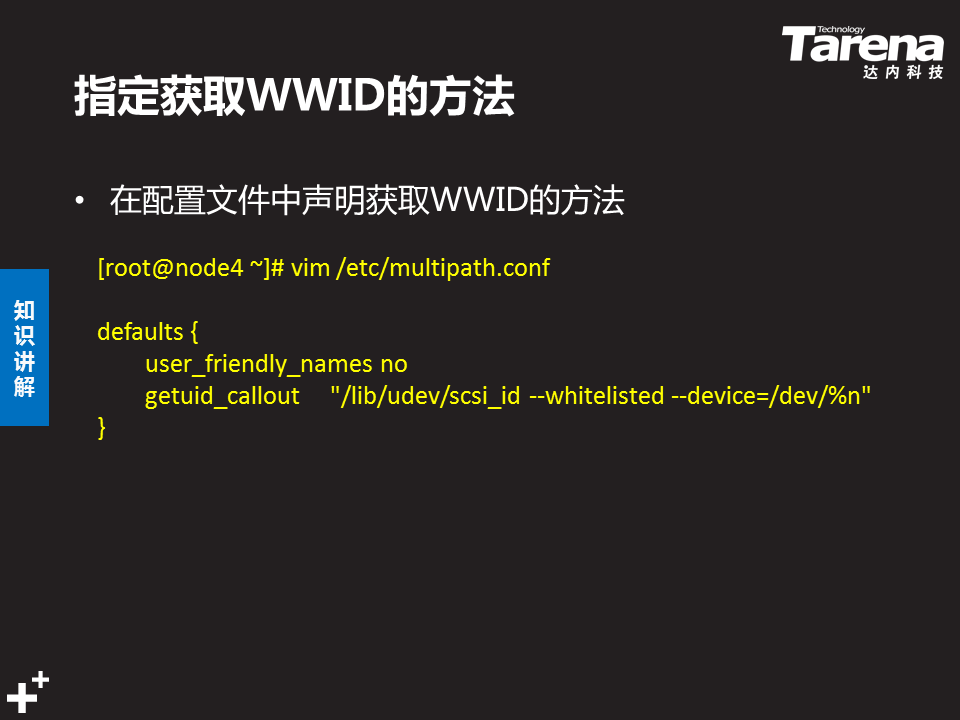 Technology
Tarena
达内科技
指定获取WWID的方法
• 在配置文件中声明获取WWID的方法
[root@node4 ~]# vim /etc/multipath.conf
defaults {
user_friendly_names no
getuid_callout "/lib/udev/scsi_id --whitelisted --device=/dev/%n"
}
知识讲解